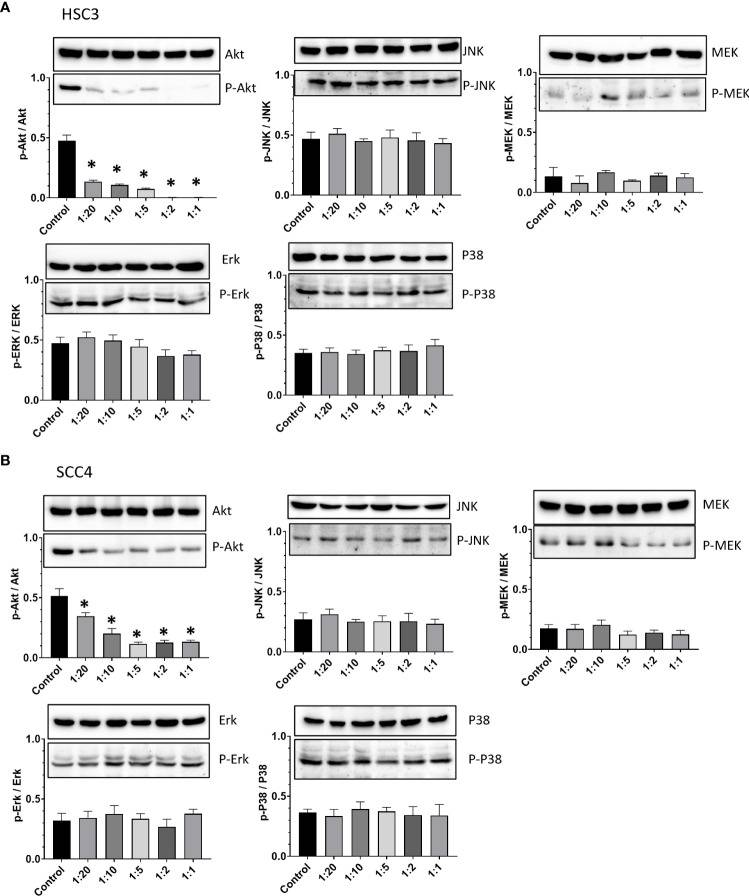 A
HSC3
Akt
P-Akt
p-Akt / Akt
1.0
0.5
0.0
* * * * *
Control 1:20 1:10 1:5 1:2 1:1
JNK
P-JNK
p-JNK / JNK
1.0
0.5
0.0
Control 1:20 1:10 1:5 1:2 1:1
MEK
P-MEK
p-MEK / MEK
1.0
0.5
0.0
Control 1:20 1:10 1:5 1:2 1:1
Erk
P-Erk
p-ERK / ERK
1.0
0.5
0.0
Control 1:20 1:10 1:5 1:2 1:1
P38
P-P38
p-P38 / P38
1.0
0.5
0.0
Control 1:20 1:10 1:5 1:2 1:1
B
SCC4
Akt
P-Akt
p-Akt / Akt
1.0
0.5
0.0
* * * * *
Control 1:20 1:10 1:5 1:2 1:1
JNK
P-JNK
p-JNK / JNK
1.0
0.5
0.0
Control 1:20 1:10 1:5 1:2 1:1
MEK
P-MEK
p-MEK / MEK
1.0
0.5
0.0
Control 1:20 1:10 1:5 1:2 1:1
Erk
P-Erk
p-Erk / Erk
1.0
0.5
0.0
Control 1:20 1:10 1:5 1:2 1:1
P38
P-P38
p-P38 / P38
1.0
0.5
0.0
Control 1:20 1:10 1:5 1:2 1:1